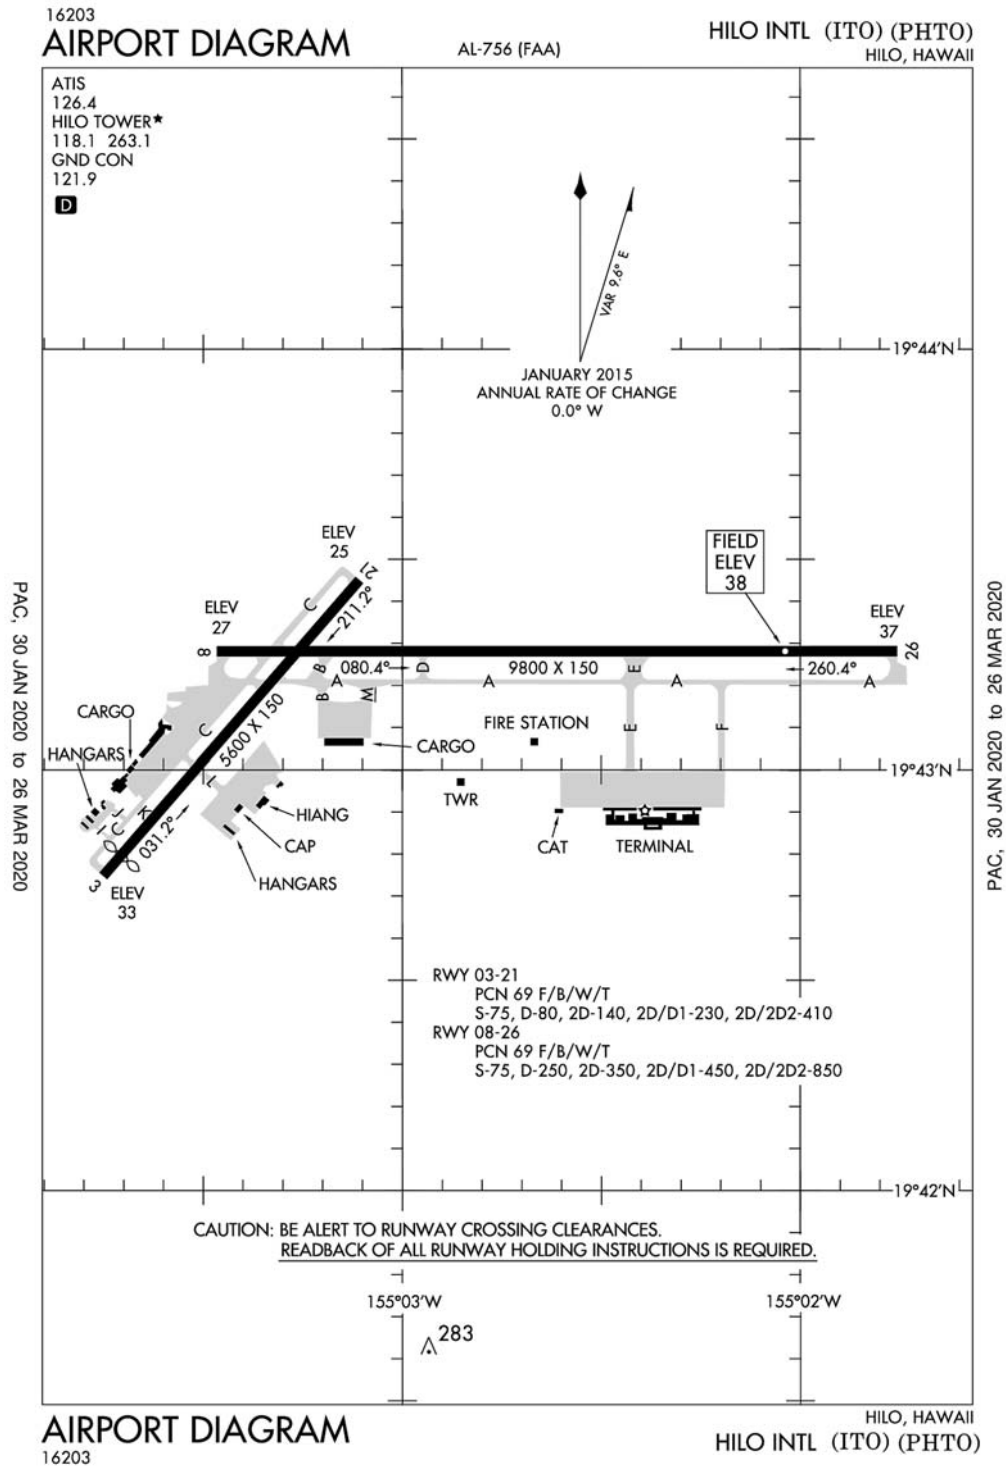 16203
AIRPORT DIAGRAM
AL-756 (FAA)
HILO INTL (ITO) (PHTO)
HILO, HAWAII
ATIS
126.4
HILO TOWER★
118.1 263.1
GND CON
121.9
D
VAR 9.6° E
19°44'N
JANUARY 2015
ANNUAL RATE OF CHANGE
0.0° W
ELEV
25
21
FIELD
ELEV
38
C
211.2°
ELEV
27
ELEV
37
8
26
B
080.4°
D
9800 X 150
E
260.4°
A
A
A
A
B
M
C
5600 X 150
CARGO
HANGARS
CARGO
FIRE STATION
E
F
19°43'N
L
TWR
HIANG
K
L
C
031.2°
CAP
CAT
TERMINAL
HANGARS
3
ELEV
33
PAC, 30 JAN 2020 to 26 MAR 2020
PAC, 30 JAN 2020 to 26 MAR 2020
RWY 03-21
PCN 69 F/B/W/T
S-75, D-80, 2D-140, 2D/D1-230, 2D/2D2-410
RWY 08-26
PCN 69 F/B/W/T
S-75, D-250, 2D-350, 2D/D1-450, 2D/2D2-850
19°42'N
CAUTION: BE ALERT TO RUNWAY CROSSING CLEARANCES.
READBACK OF ALL RUNWAY HOLDING INSTRUCTIONS IS REQUIRED.
155°03'W
155°02'W
283
AIRPORT DIAGRAM
16203
HILO, HAWAII
HILO INTL (ITO) (PHTO)